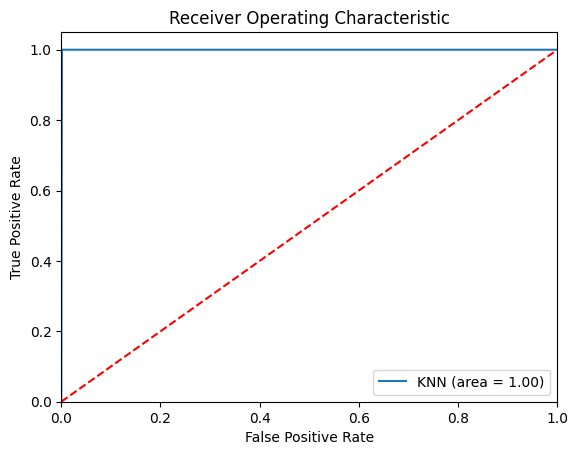 Receiver Operating Characteristic
True Positive Rate
1.0
0.8
0.6
0.4
0.2
0.0
KNN (area = 1.00)
0.0 0.2 0.4 0.6 0.8 1.0
False Positive Rate